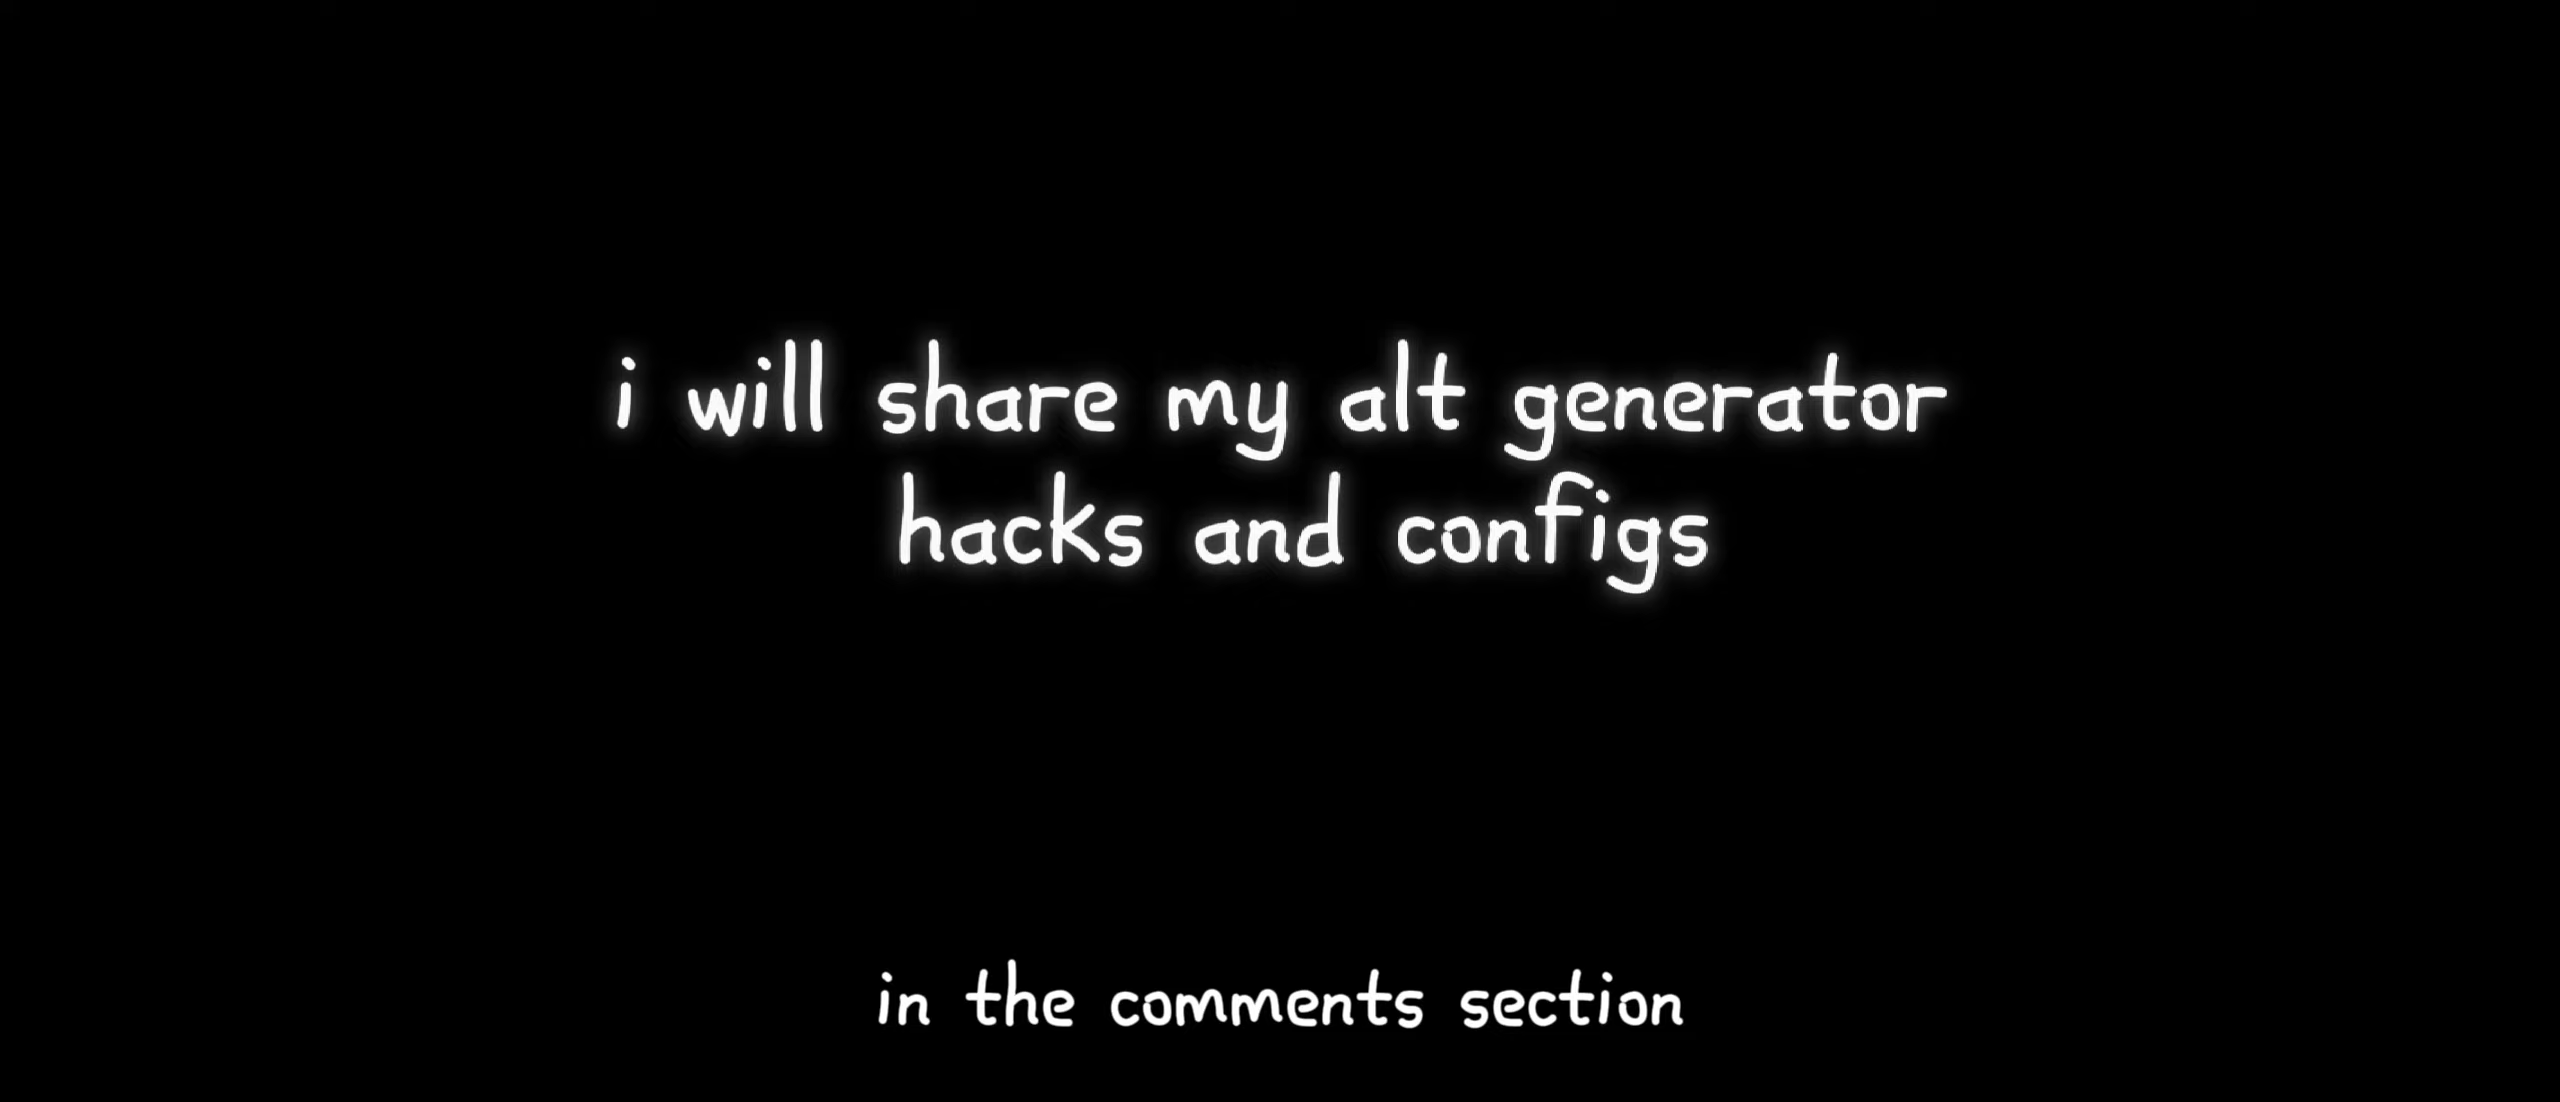 i will share my alt generator
hacks and configs
in the comments section